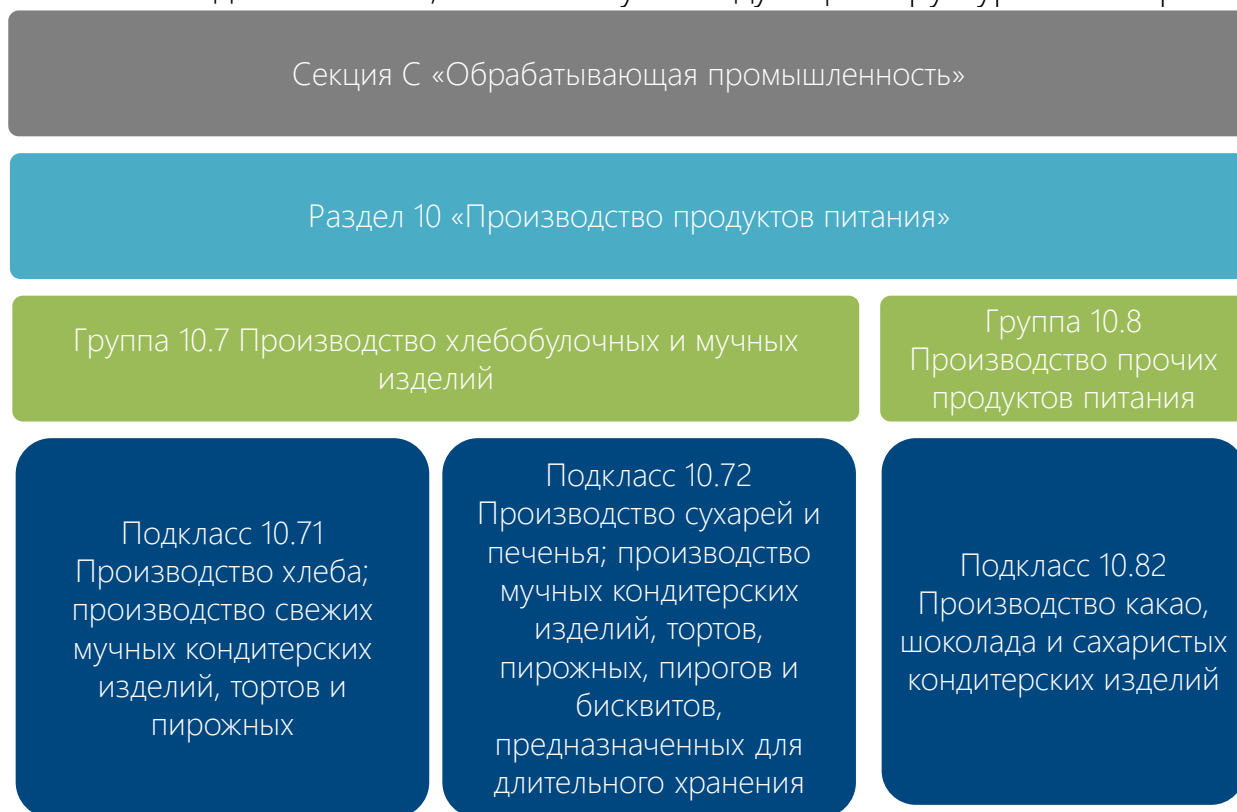 Секция С «Обрабатывающая промышленность»
Раздел 10 «Производство продуктов питания»
Группа 10.7 Производство хлебобулочных и мучных
изделий
Группа 10.8
Производство прочих
продуктов питания
Подкласс 10.71
Производство хлеба;
производство свежих
мучных кондитерских
изделий, тортов и
пирожных
Подкласс 10.72
Производство сухарей и
печенья; производство
мучных кондитерских
изделий, тортов,
пирожных, пирогов и
бисквитов,
предназначенных для
длительного хранения
Подкласс 10.82
Производство какао,
шоколада и сахаристых
кондитерских изделий